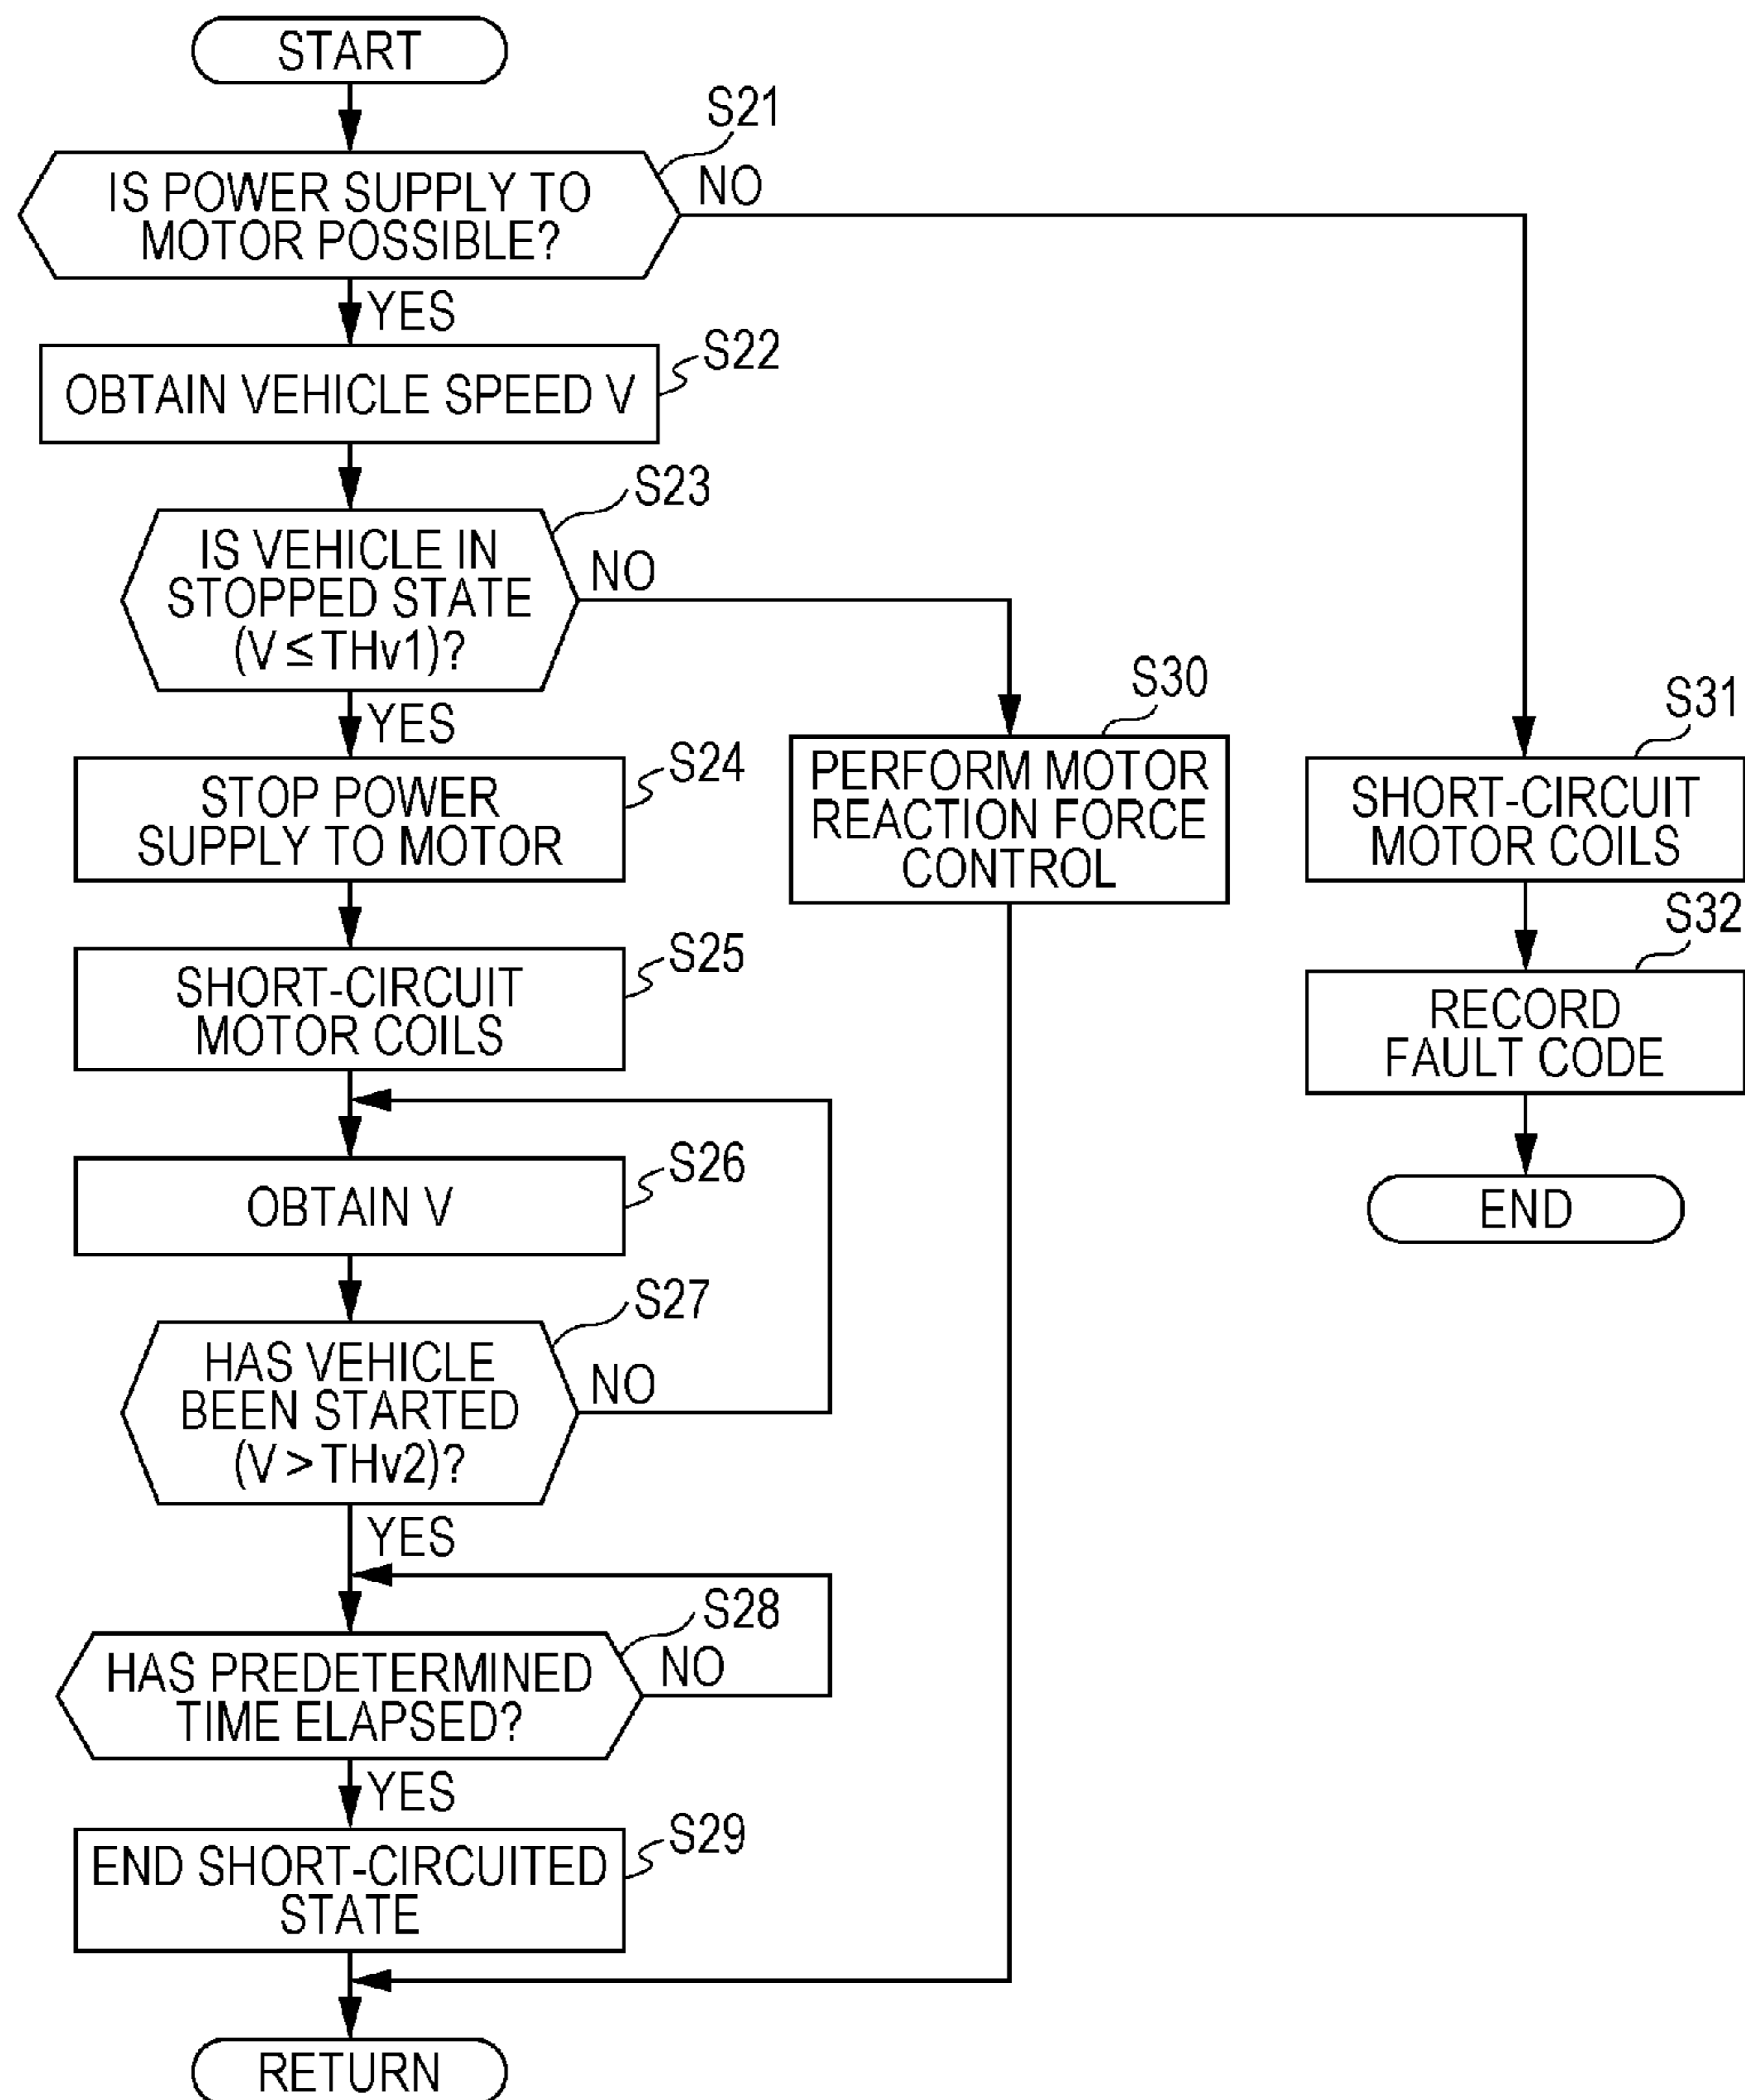 START
S21
IS POWER SUPPLY TO
MOTOR POSSIBLE?
NO
YES
S22
OBTAIN VEHICLE SPEED V
S23
IS VEHICLE IN
STOPPED STATE
(V ≤ THv1)?
NO
YES
S24
STOP POWER
SUPPLY TO MOTOR
S25
SHORT-CIRCUIT
MOTOR COILS
S26
OBTAIN V
S27
HAS VEHICLE
BEEN STARTED
(V > THv2)?
NO
YES
S28
HAS PREDETERMINED
TIME ELAPSED?
NO
YES
S29
END SHORT-CIRCUITED
STATE
RETURN
S30
PERFORM MOTOR
REACTION FORCE
CONTROL
S31
SHORT-CIRCUIT
MOTOR COILS
S32
RECORD
FAULT CODE
END